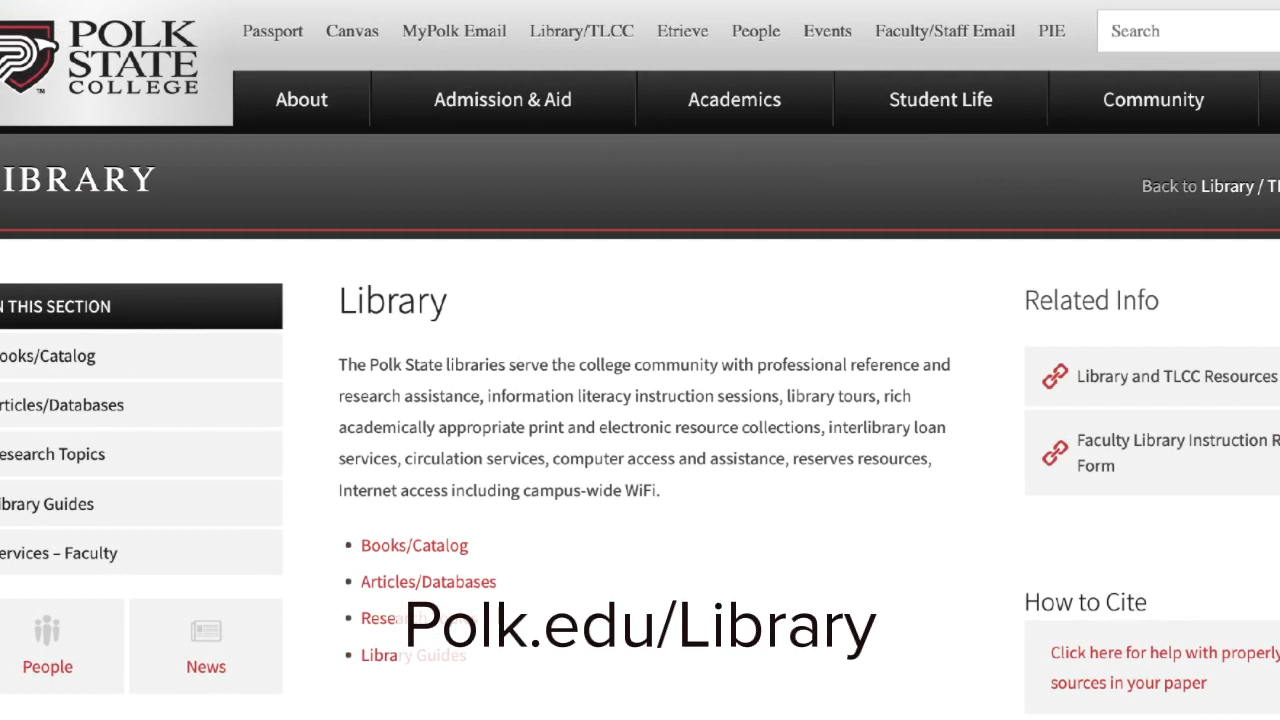 POLK
STATE
COLLEGE
TM
Passport Canvas MyPolk Email Library/TLCC Etrieve People Events Faculty/Staff Email PIE
Search
About Admission & Aid Academics Student Life Community
IBRARY
Back to Library / Tl
N THIS SECTION
ooks/Catalog
rticles/Databases
esearch Topics
ibrary Guides
ervices – Faculty
People
News
Library
The Polk State libraries serve the college community with professional reference and
research assistance, information literacy instruction sessions, library tours, rich
academically appropriate print and electronic resource collections, interlibrary loan
services, circulation services, computer access and assistance, reserves resources,
Internet access including campus-wide WiFi.
• Books/Catalog
• Articles/Databases
• Resea
• Library Guides
Polk.edu/Library
Related Info
Library and TLCC Resources
Faculty Library Instruction R
Form
How to Cite
Click here for help with properly
sources in your paper